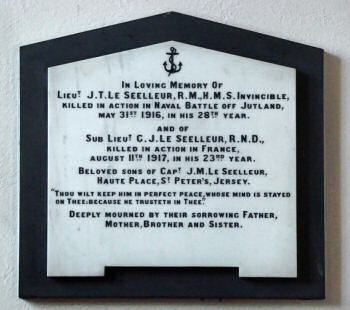 In Loving Memory Of
Lieut J.T. Le Seelleur, R.M., H.M.S. Invincible,
killed in action in Naval Battle off Jutland,
May 31st 1916, in his 28th year.
and of
Sub Lieut C.J. Le Seelleur, R.N.D.,
killed in action in France,
August 11th 1917, in his 23rd year.
Beloved sons of Capt J.M. Le Seelleur,
Haute Place, St Peter's, Jersey.
"Thou wilt keep him in perfect peace, whose mind is stayed
on Thee: because he trusteth in Thee."
Deeply mourned by their sorrowing Father,
Mother, Brother and Sister.